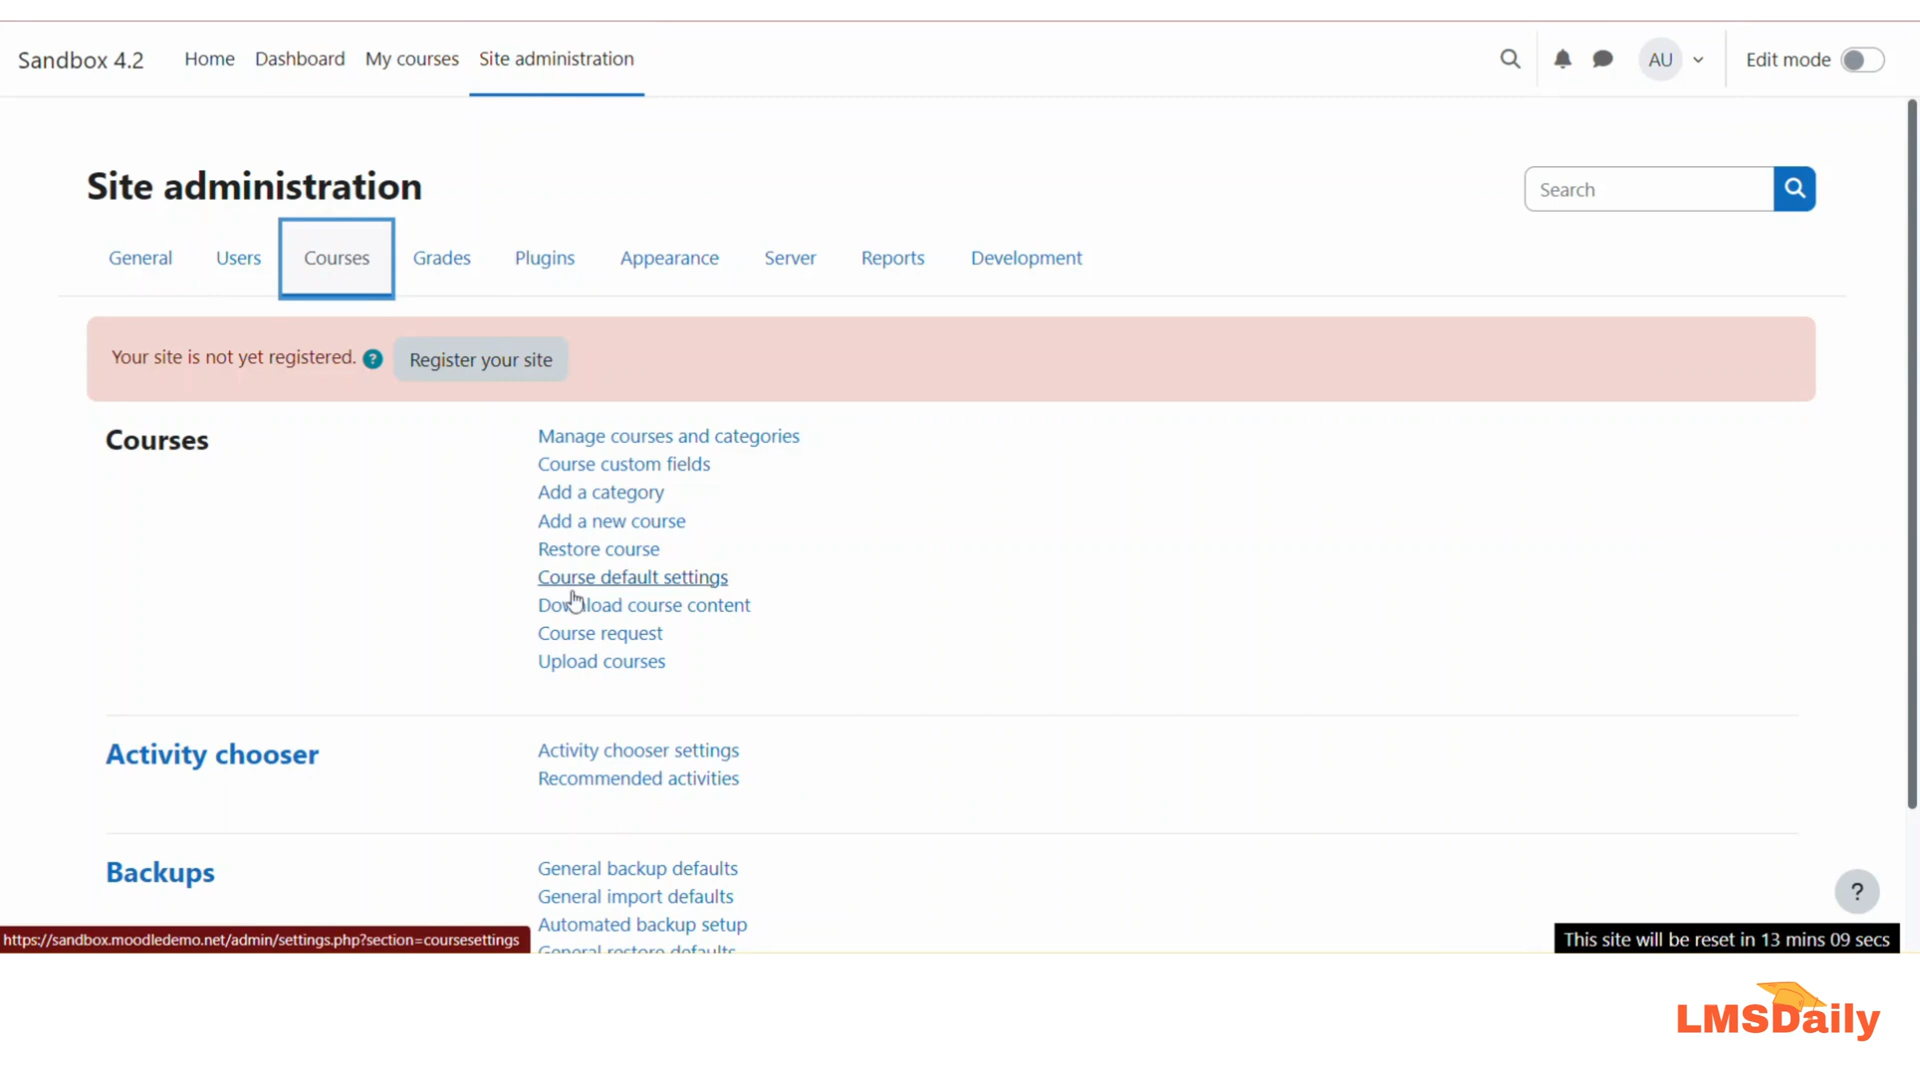 Sandbox 4.2 Home Dashboard My courses Site administration AU Edit mode
Site administration
Search
General Users Courses Grades Plugins Appearance Server Reports Development
Your site is not yet registered. ? Register your site
Courses
Manage courses and categories
Course custom fields
Add a category
Add a new course
Restore course
Course default settings
Download course content
Course request
Upload courses
Activity chooser
Activity chooser settings
Recommended activities
Backups
General backup defaults
General import defaults
Automated backup setup
General restore defaults
?
https://sandbox.moodledemo.net/admin/settings.php?section=coursesettings
This site will be reset in 13 mins 09 secs
LMSDaily